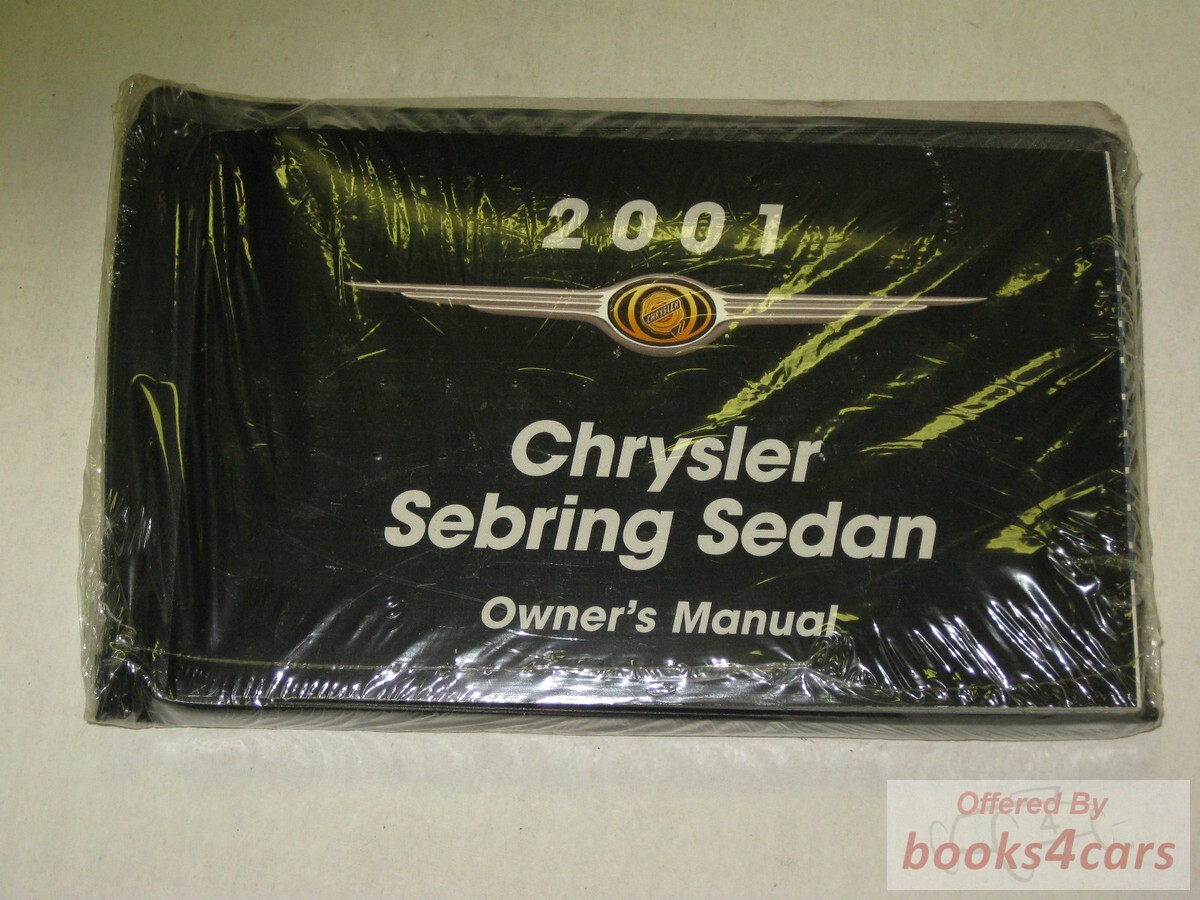 2001
CHRYSLER
Chrysler
Sebring Sedan
Owner's Manual
Offered By
books4cars